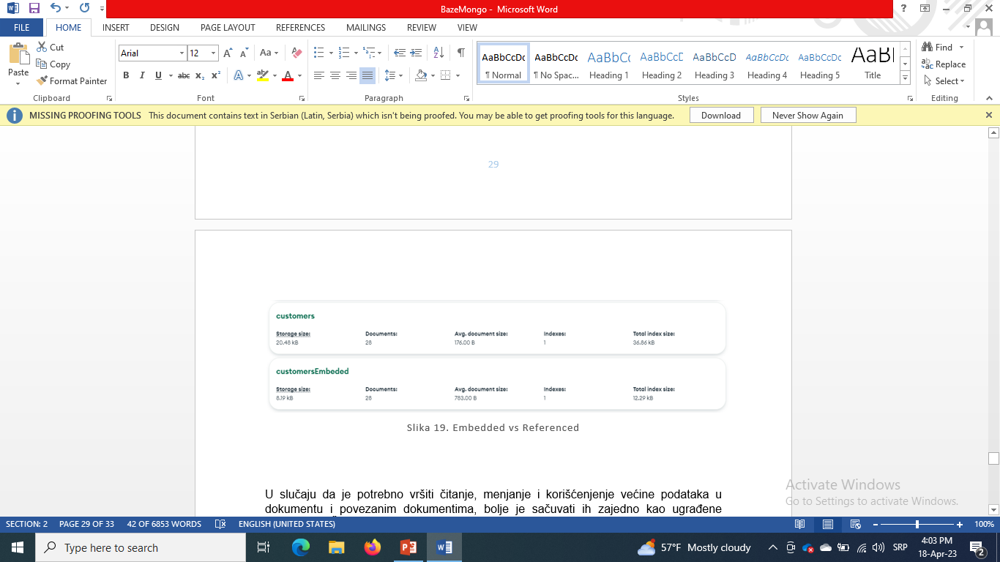 BazeMongo - Microsoft Word
?
FILE HOME INSERT DESIGN PAGE LAYOUT REFERENCES MAILINGS REVIEW VIEW
Paste
Cut
Copy
Format Painter
Clipboard
Arial 12
Aa
B I U abc x₂ x²
A ab A
Font
A Z
Paragraph
AaBbCcDc AaBbCcDc AaBbCc AaBbCcE AaBbCcD AaBbCcDc AaBbCcDc AaBl
¶ Normal ¶ No Spac... Heading 1 Heading 2 Heading 3 Heading 4 Heading 5 Title
Styles
Find
Replace
Select
Editing
MISSING PROOFING TOOLS This document contains text in Serbian (Latin, Serbia) which isn't being proofed. You may be able to get proofing tools for this language. Download Never Show Again
29
customers
Storage size: Documents: Avg. document size: Indexes: Total index size:
20.48 kB 28 176.00 B 1 36.86 kB
customersEmbeded
Storage size: Documents: Avg. document size: Indexes: Total index size:
8.19 kB 28 783.00 B 1 12.29 kB
Slika 19. Embedded vs Referenced
U slučaju da je potrebno vršiti čitanje, menjanje i korišćenjenje većine podataka u
dokumentu i povezanim dokumentima, bolje je sačuvati ih zajedno kao ugrađene
Activate Windows
Go to Settings to activate Windows.
SECTION: 2 PAGE 29 OF 33 42 OF 6853 WORDS ENGLISH (UNITED STATES) 100%
Type here to search
57°F Mostly cloudy
SRP
4:03 PM
18-Apr-23
2